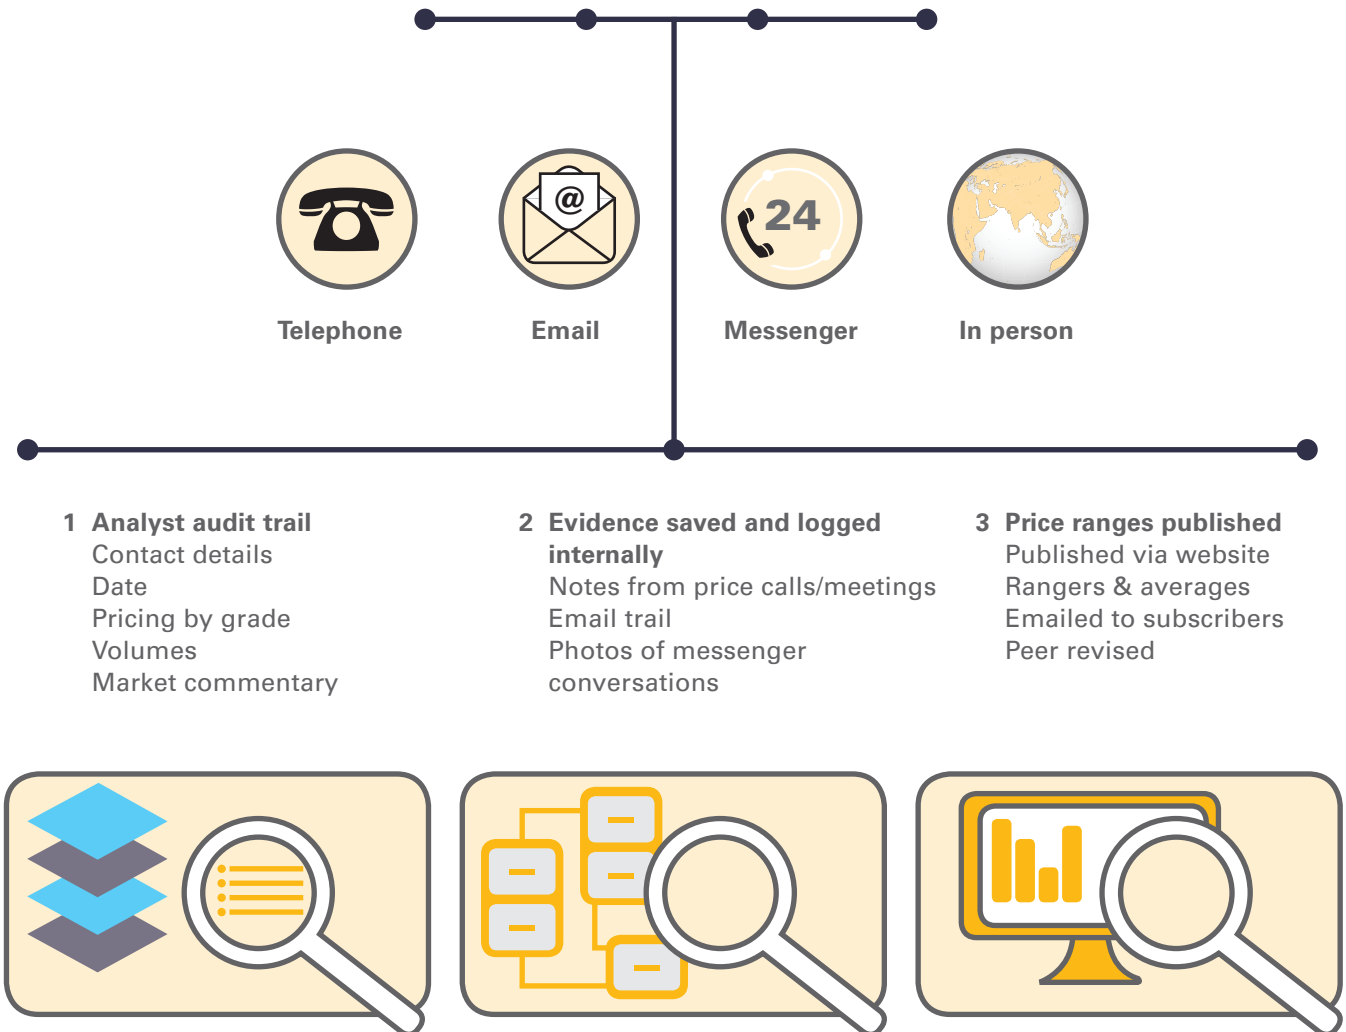 @
24
Telephone
Email
Messenger
In person
1 Analyst audit trail
Contact details
Date
Pricing by grade
Volumes
Market commentary
2 Evidence saved and logged
internally
Notes from price calls/meetings
Email trail
Photos of messenger
conversations
3 Price ranges published
Published via website
Rangers & averages
Emailed to subscribers
Peer revised